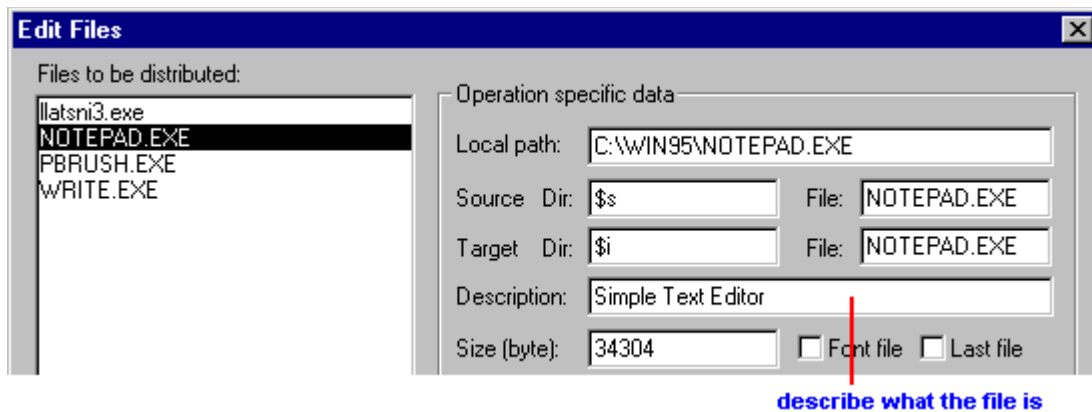 Edit Files
Files to be distributed:
llatsni3.exe
NOTEPAD.EXE
PBRUSH.EXE
WRITE.EXE
Operation specific data
Local path: C:\WIN95\NOTEPAD.EXE
Source Dir: $s File: NOTEPAD.EXE
Target Dir: $i File: NOTEPAD.EXE
Description: Simple Text Editor
Size (byte): 34304 Font file Last file
describe what the file is